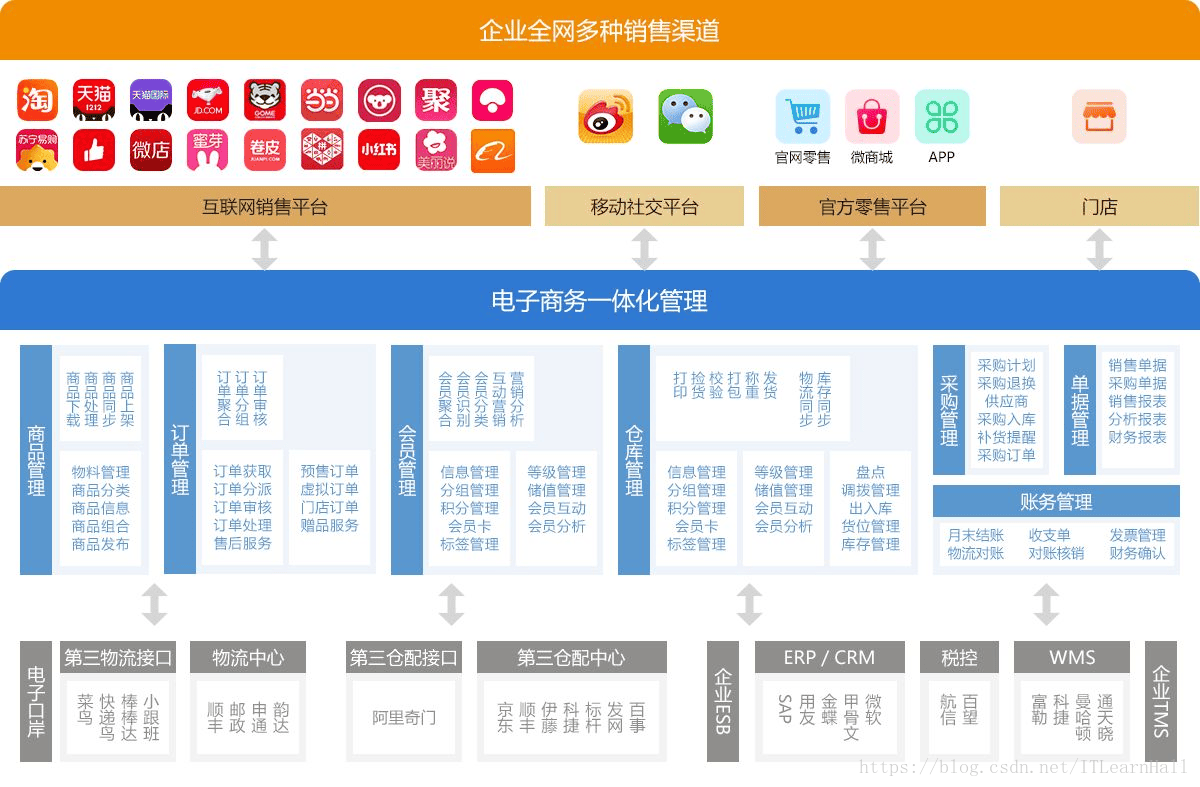 企业全网多种销售渠道
淘
天猫
1212
天猫国际
JD.COM
GOME
当当
聚
苏宁易购
微店
蜜芽
卷皮
JUANPI.COM
拼
小红书
美丽说
官网零售
微商城
APP
互联网销售平台
移动社交平台
官方零售平台
门店
电子商务一体化管理
商品管理
商品下载
商品处理
商品同步
商品上架
物料管理
商品分类
商品信息
商品组合
商品发布
订单管理
订单聚合
订单分组
订单审核
订单获取
订单分派
订单审核
订单处理
售后服务
预售订单
虚拟订单
门店订单
赠品服务
会员管理
会员聚合
会员识别
会员分类
互动营销
营销分析
信息管理
分组管理
积分管理
会员卡
标签管理
等级管理
储值管理
会员互动
会员分析
仓库管理
打印
捡货
校验
打包
称重
发货
物流同步
库存同步
信息管理
分组管理
积分管理
会员卡
标签管理
等级管理
储值管理
会员互动
会员分析
盘点
调拨管理
出入库
货位管理
库存管理
采购管理
采购计划
采购退换
供应商
采购入库
补货提醒
采购订单
单据管理
销售单据
采购单据
销售报表
分析报表
财务报表
账务管理
月末结账 收支单 发票管理
物流对账 对账核销 财务确认
电子口岸
第三物流接口
菜鸟
快递鸟
棒棒达
小跟班
物流中心
顺丰
邮政
申通
韵达
第三仓配接口
阿里奇门
第三仓配中心
京东
顺丰
伊藤
科捷
标杆
发网
百事
企业ESB
ERP / CRM
SAP
用友
金蝶
甲骨文
微软
税控
航信
百望
WMS
富勒
科捷
曼哈顿
通天晓
企业TMS
https://blog.csdn.net/ITLearnHall